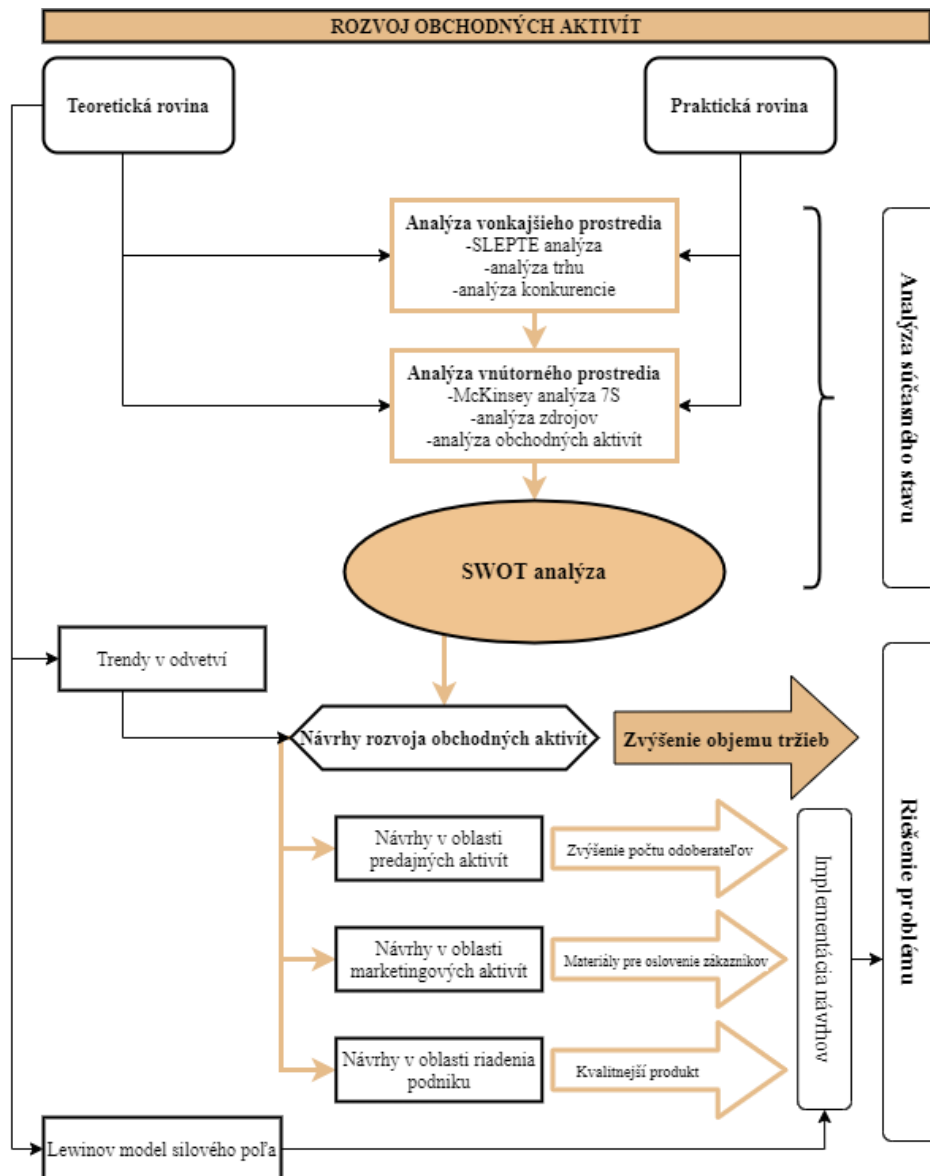 ROZVOJ OBCHODNÝCH AKTIVÍT
Teoretická rovina
Praktická rovina
Analýza vonkajšieho prostredia
-SLEPTE analýza
-analýza trhu
-analýza konkurencie
Analýza vnútorného prostredia
-McKinsey analýza 7S
-analýza zdrojov
-analýza obchodných aktivít
Analýza súčasného stavu
SWOT analýza
Trendy v odvetví
Návrhy rozvoja obchodných aktivít
Zvýšenie objemu tržieb
Návrhy v oblasti
predajných aktivít
Zvýšenie počtu odoberateľov
Návrhy v oblasti
marketingových aktivít
Materiály pre oslovenie zákaznikov
Návrhy v oblasti riadenia
podniku
Kvalitnejší produkt
Implementácia návrhov
Riešenie problému
Lewinov model silového poľa